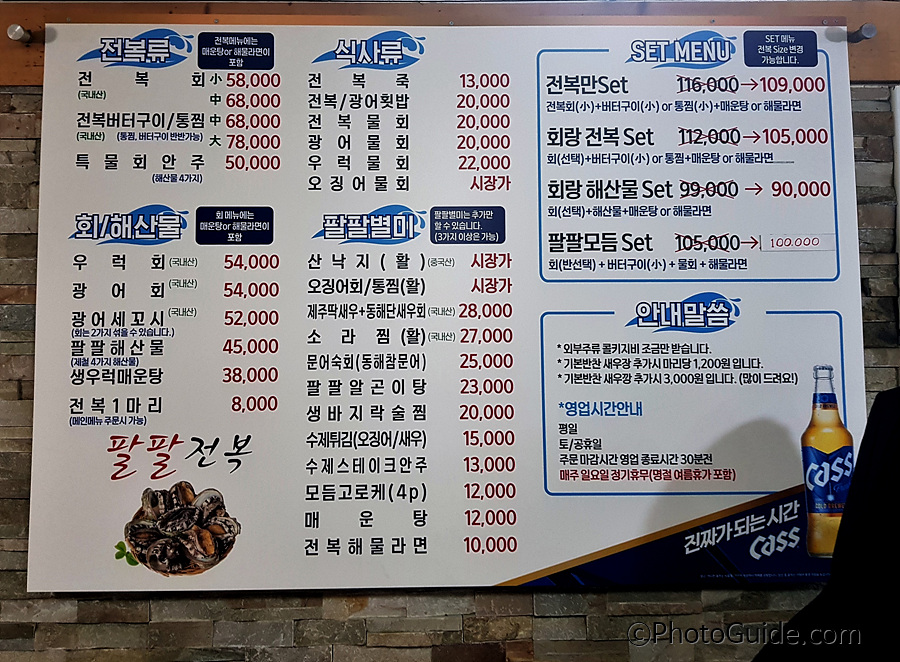 전복류
전복메뉴에는
매운탕or 해물라면이
포함
전 복 회 小 58,000
(국내산)
中 68,000
전복버터구이/통찜 中 68,000
(국내산) (통찜, 버터구이 반반가능) 大 78,000
특물회안주 50,000
(해산물 4가지)
회/해산물
회 메뉴에는
매운탕or 해물라면이
포함
우 럭 회 (국내산) 54,000
광 어 회 (국내산) 54,000
광어세꼬시 (국내산) 52,000
(회는 2가지 섞을 수 있습니다.)
팔팔해산물 45,000
(제철 4가지 해산물)
생우럭매운탕 38,000
전복1마리 8,000
(메인메뉴 주문시 가능)
팔팔전복
식사류
전 복 죽 13,000
전복/광어횟밥 20,000
전복물회 20,000
광어물회 20,000
우럭물회 22,000
오징어물회 시장가
팔팔별미
팔팔별미는 추가만
할 수 있습니다.
(3가지 이상은 가능)
산낙지(활) (중국산) 시장가
오징어회/통찜(활) 시장가
제주딱새우+동해단새우회 (국내산) 28,000
소라찜(활) (국내산) 27,000
문어숙회(동해참문어) 25,000
팔팔알곤이탕 23,000
생바지락술찜 20,000
수제튀김(오징어/새우) 15,000
수제스테이크안주 13,000
모듬고로케(4p) 12,000
매 운 탕 12,000
전복해물라면 10,000
SET MENU
SET 메뉴
전복 Size 변경
가능합니다.
전복만Set 116,000→109,000
전복회(小)+버터구이(小) or 통찜(小)+매운탕 or 해물라면
회랑 전복 Set 112,000→105,000
회(선택)+버터구이(小) or 통찜+매운탕 or 해물라면
회랑 해산물 Set 99,000→ 90,000
회(선택)+해산물+매운탕 or 해물라면
팔팔모듬 Set 105,000→ 100,000
회(반선택) + 버터구이(小) + 물회 + 해물라면
안내말씀
* 외부주류 콜키지비 조금만 받습니다.
* 기본반찬 새우장 추가시 마리당 1,200원 입니다.
* 기본반찬 새우깡 추가시 3,000원 입니다. (많이 드려요!)
*영업시간안내
평일
토/공휴일
주문 마감시간 영업 종료시간 30분전
매주 일요일 정기휴무(명절 여름휴가 포함)
진짜가 되는 시간
cass
Cass
©PhotoGuide.com